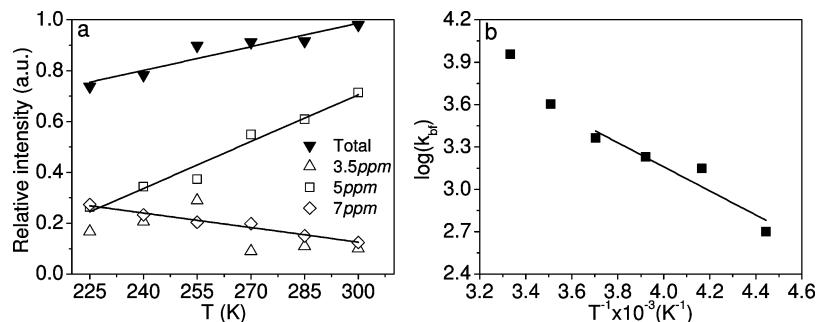 a
Relative intensity (a.u.)
1.0
0.8
0.6
0.4
0.2
0.0
Total
3.5ppm
5ppm
7ppm
225 240 255 270 285 300
T (K)
b
log(k_bf)
4.2
3.9
3.6
3.3
3.0
2.7
2.4
3.2 3.4 3.6 3.8 4.0 4.2 4.4 4.6
T⁻¹x10⁻³(K⁻¹)